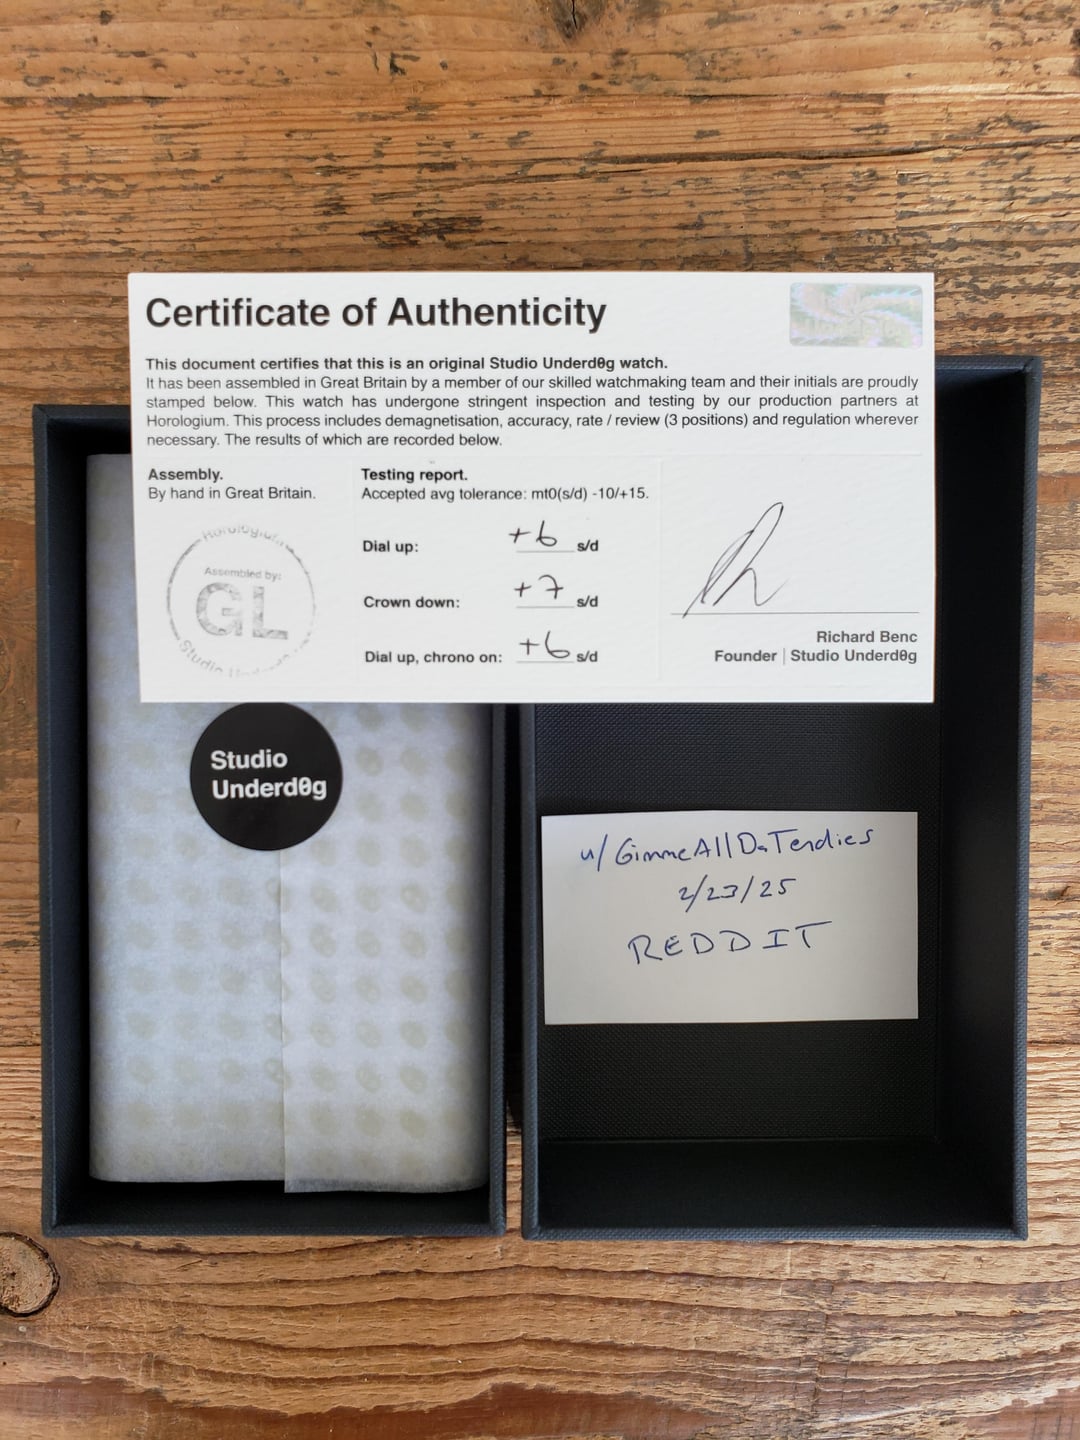 Certificate of Authenticity
This document certifies that this is an original Studio Underdθg watch.
It has been assembled in Great Britain by a member of our skilled watchmaking team and their initials are proudly
stamped below. This watch has undergone stringent inspection and testing by our production partners at
Horologium. This process includes demagnetisation, accuracy, rate / review (3 positions) and regulation wherever
necessary. The results of which are recorded below.
Assembly.
By hand in Great Britain.
Horologium
Assembled by:
GL
Studio
Testing report.
Accepted avg tolerance: mt0(s/d) -10/+15.
Dial up: +6 s/d
Crown down: +7 s/d
Dial up, chrono on: +6 s/d
Richard Benc
Founder | Studio Underdθg
Studio
Underdθg
u/GimmeAllDaTendies
2/23/25
REDDIT